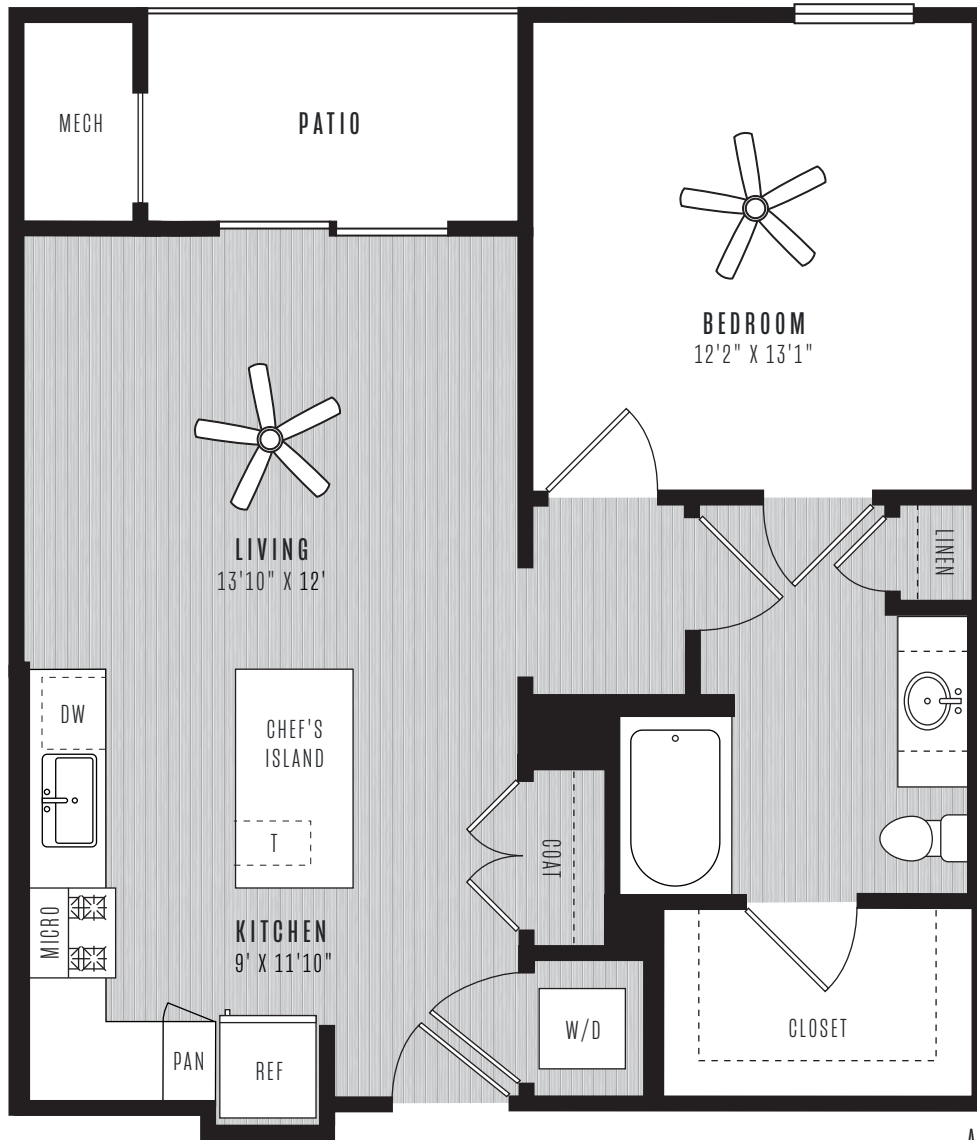 MECH
PATIO
BEDROOM
12'2" X 13'1"
LIVING
13'10" X 12'
LINEN
DW
CHEF'S
ISLAND
T
COAT
MICRO
KITCHEN
9' X 11'10"
W/D
CLOSET
PAN
REF